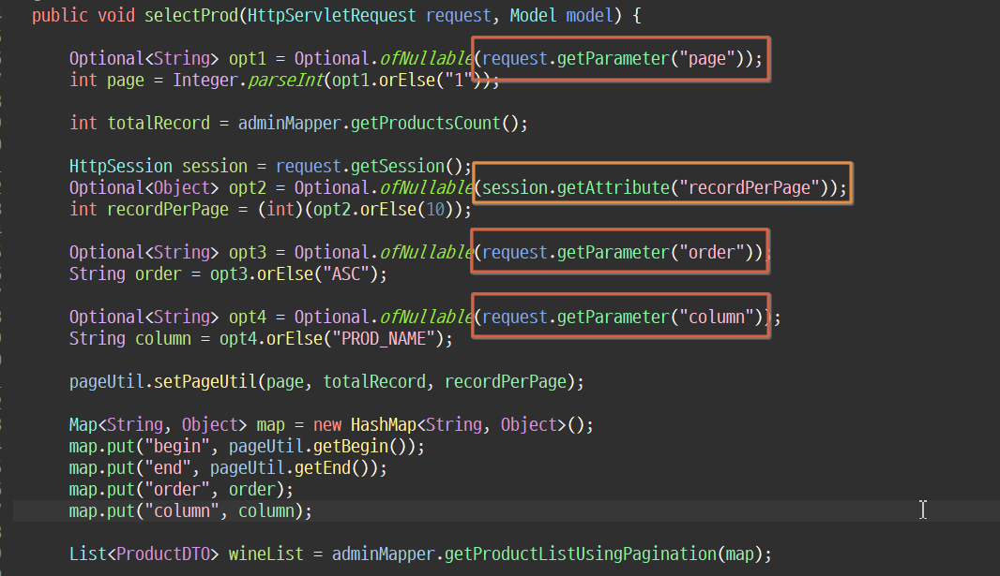 public void selectProd(HttpServletRequest request, Model model) {
Optional<String> opt1 = Optional.ofNullable(request.getParameter("page"));
int page = Integer.parseInt(opt1.orElse("1"));
int totalRecord = adminMapper.getProductsCount();
HttpSession session = request.getSession();
Optional<Object> opt2 = Optional.ofNullable(session.getAttribute("recordPerPage"));
int recordPerPage = (int)(opt2.orElse(10));
Optional<String> opt3 = Optional.ofNullable(request.getParameter("order"));
String order = opt3.orElse("ASC");
Optional<String> opt4 = Optional.ofNullable(request.getParameter("column"));
String column = opt4.orElse("PROD_NAME");
pageUtil.setPageUtil(page, totalRecord, recordPerPage);
Map<String, Object> map = new HashMap<String, Object>();
map.put("begin", pageUtil.getBegin());
map.put("end", pageUtil.getEnd());
map.put("order", order);
map.put("column", column);
List<ProductDTO> wineList = adminMapper.getProductListUsingPagination(map);